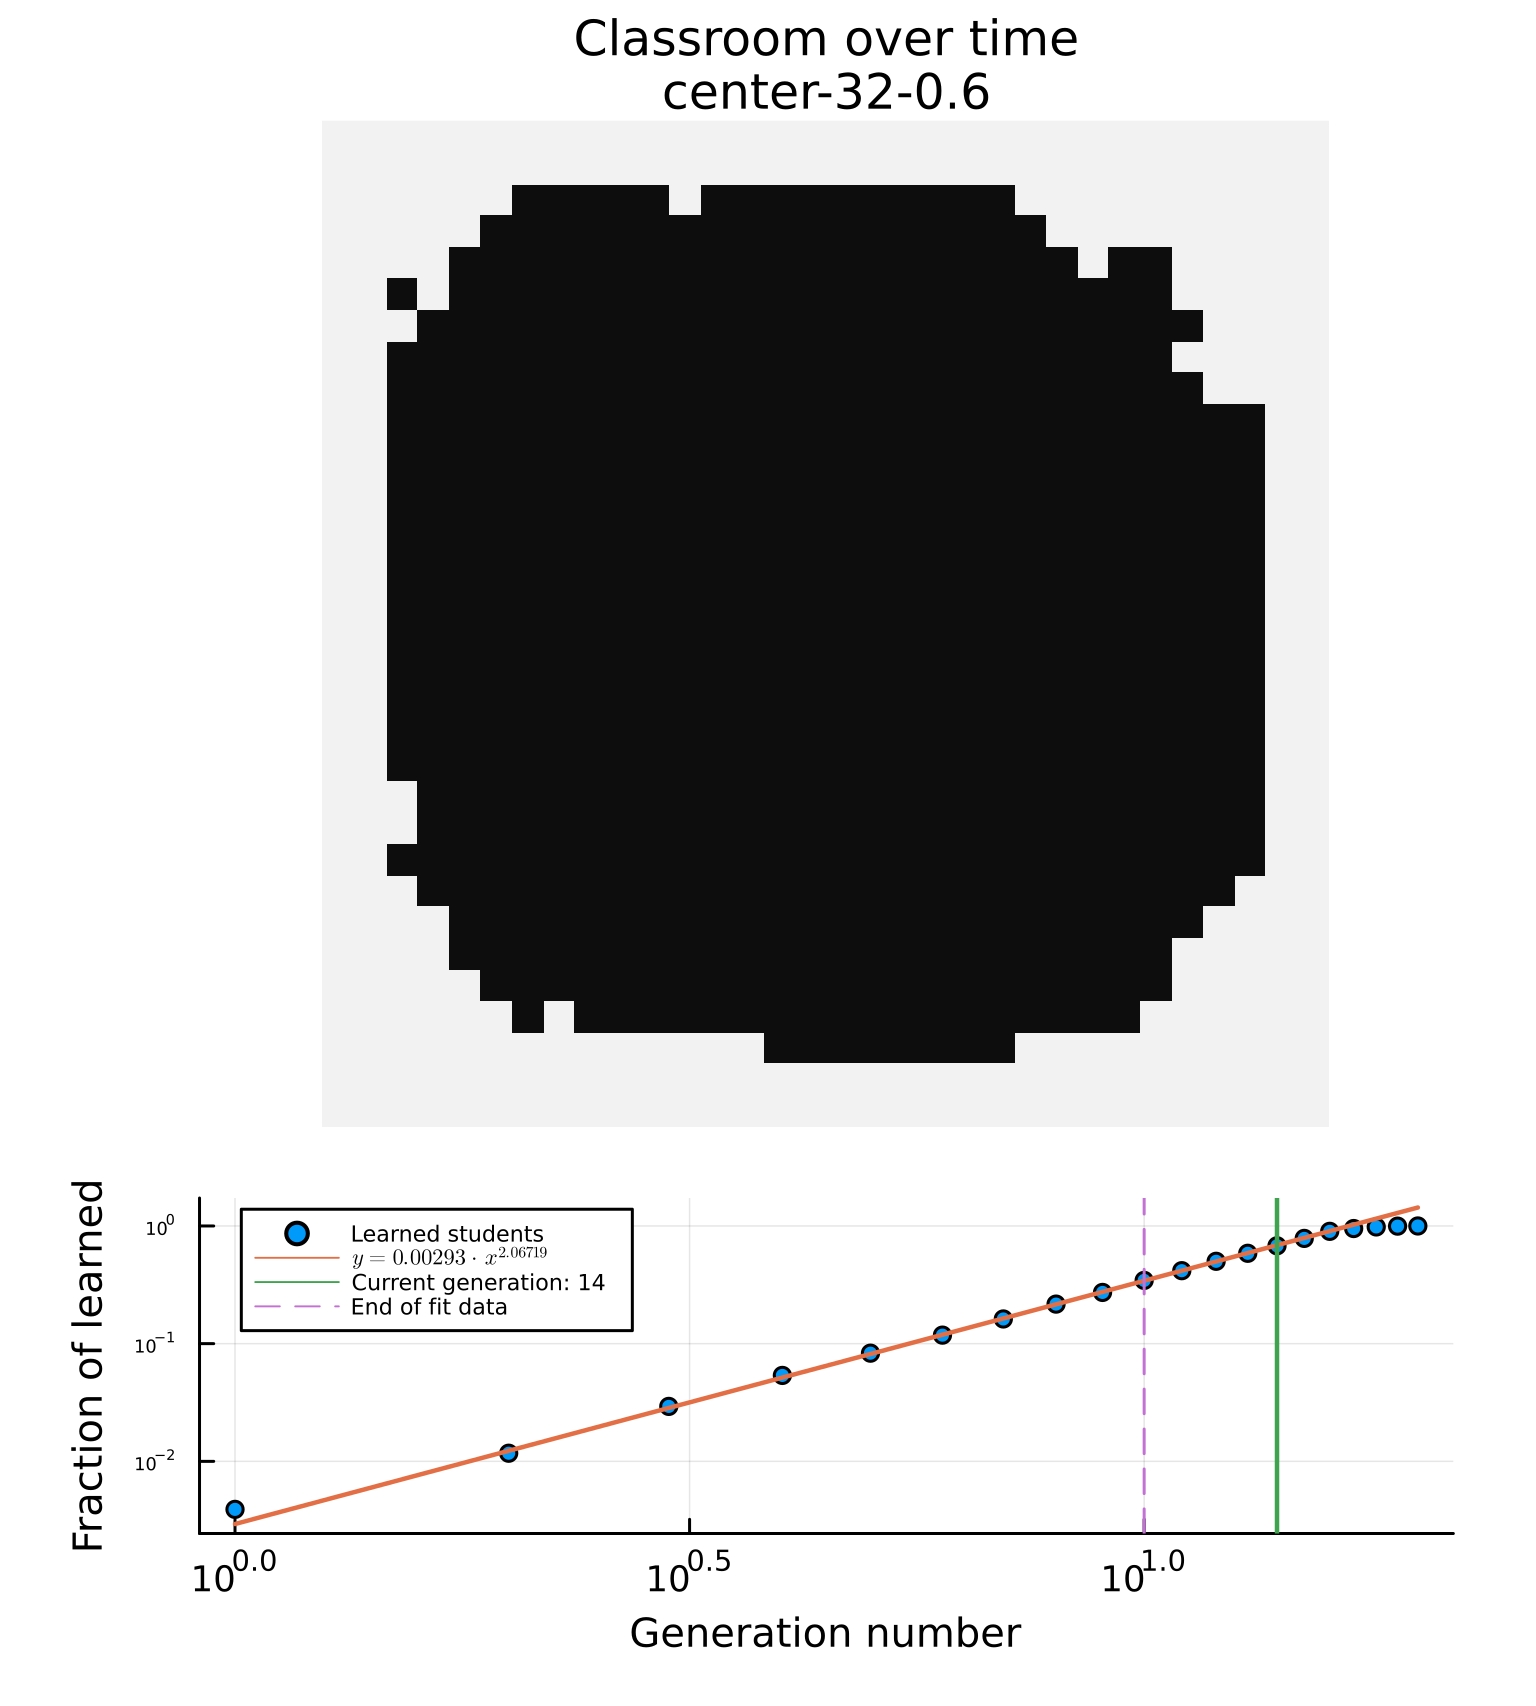 Classroom over time
center-32-0.6
Fraction of learned
10^0
10^-1
10^-2
Learned students
y = 0.00293 · x^2.06719
Current generation: 14
End of fit data
10^0.0 10^0.5 10^1.0
Generation number